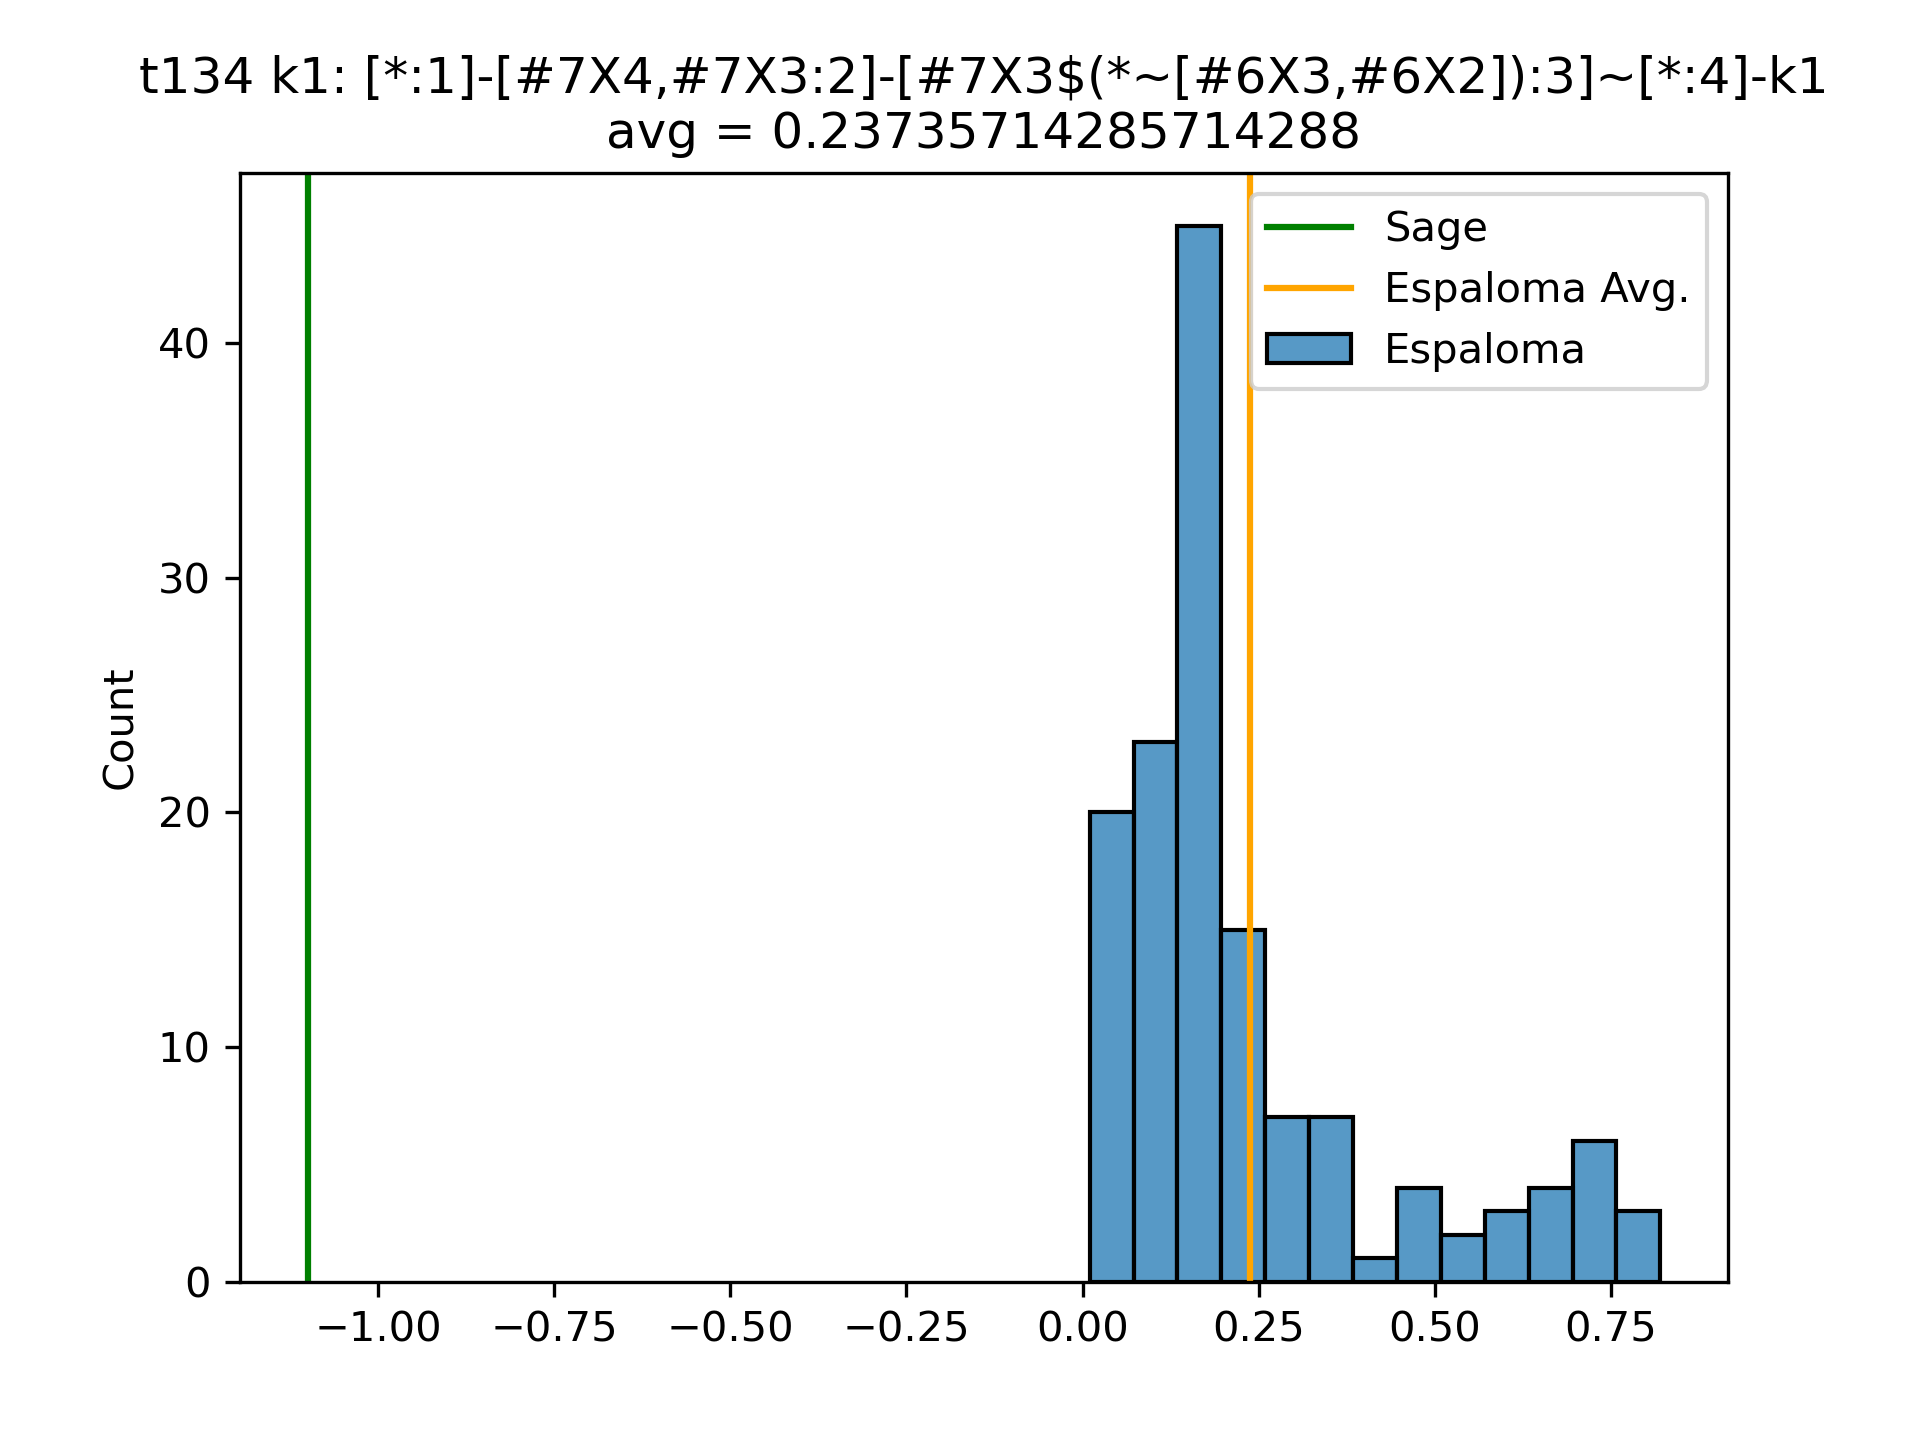 t134 k1: [*:1]-[#7X4,#7X3:2]-[#7X3$(*~[#6X3,#6X2]):3]~[*:4]-k1
avg = 0.23735714285714288
Sage
Espaloma Avg.
Espaloma
Count
40
30
20
10
0
−1.00 −0.75 −0.50 −0.25 0.00 0.25 0.50 0.75